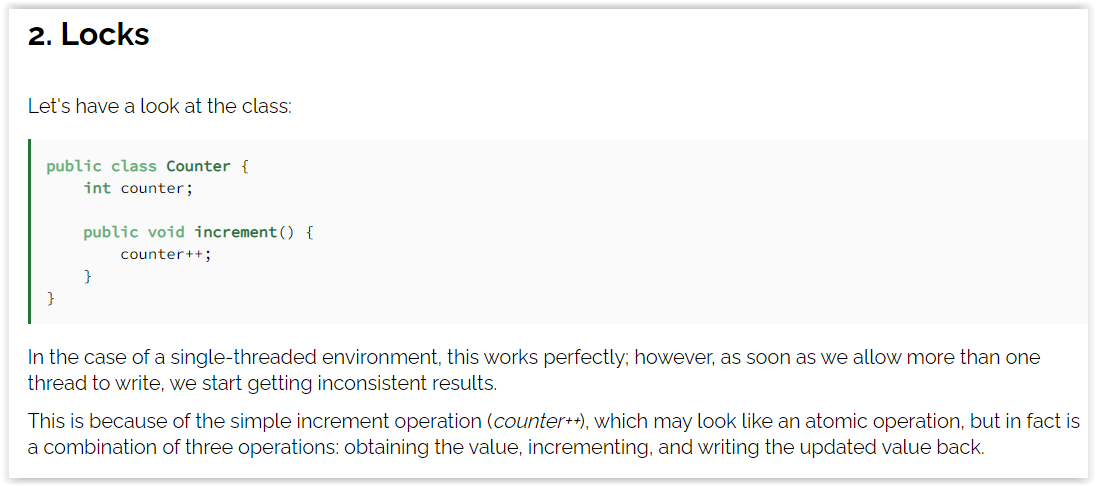 2. Locks
Let's have a look at the class:
public class Counter {
    int counter;
    public void increment() {
        counter++;
    }
}
In the case of a single-threaded environment, this works perfectly; however, as soon as we allow more than one
thread to write, we start getting inconsistent results.
This is because of the simple increment operation (counter++), which may look like an atomic operation, but in fact is
a combination of three operations: obtaining the value, incrementing, and writing the updated value back.